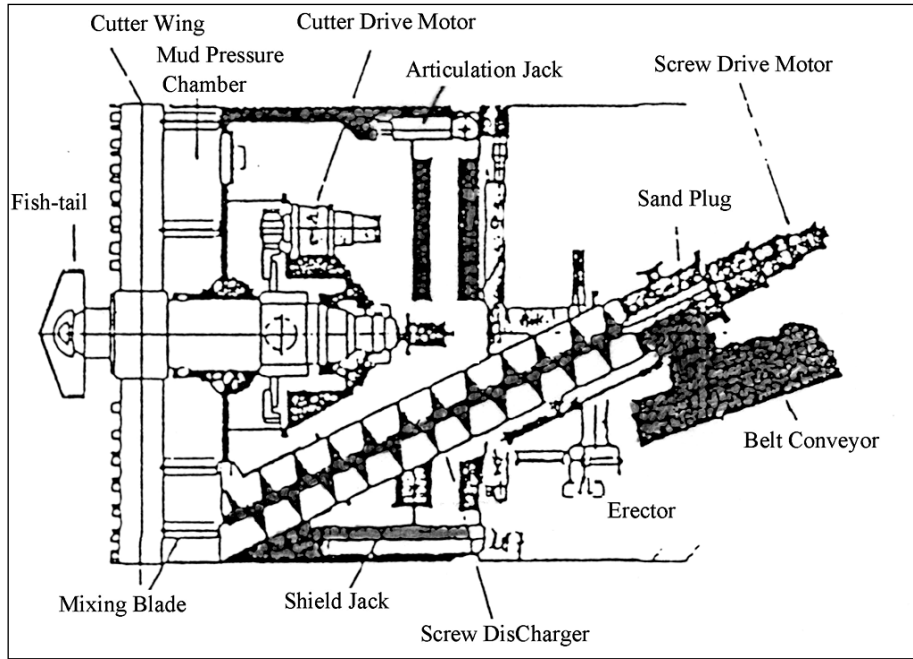 Cutter Wing
Cutter Drive Motor
Mud Pressure
Chamber
Articulation Jack
Screw Drive Motor
Fish-tail
Sand Plug
Belt Conveyor
Erector
Mixing Blade
Shield Jack
Screw DisCharger